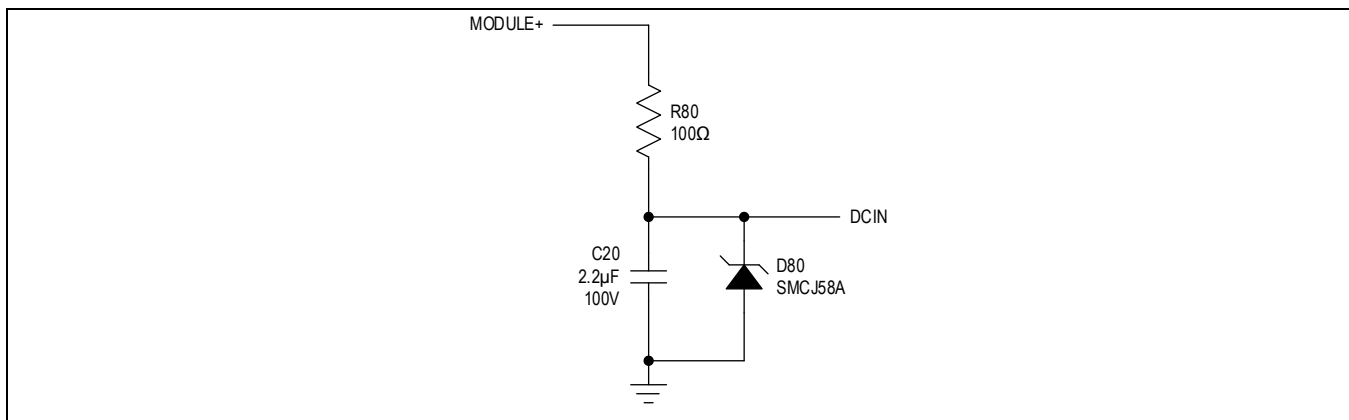 MODULE+
R80
100Ω
DCIN
C20
2.2µF
100V
D80
SMCJ58A